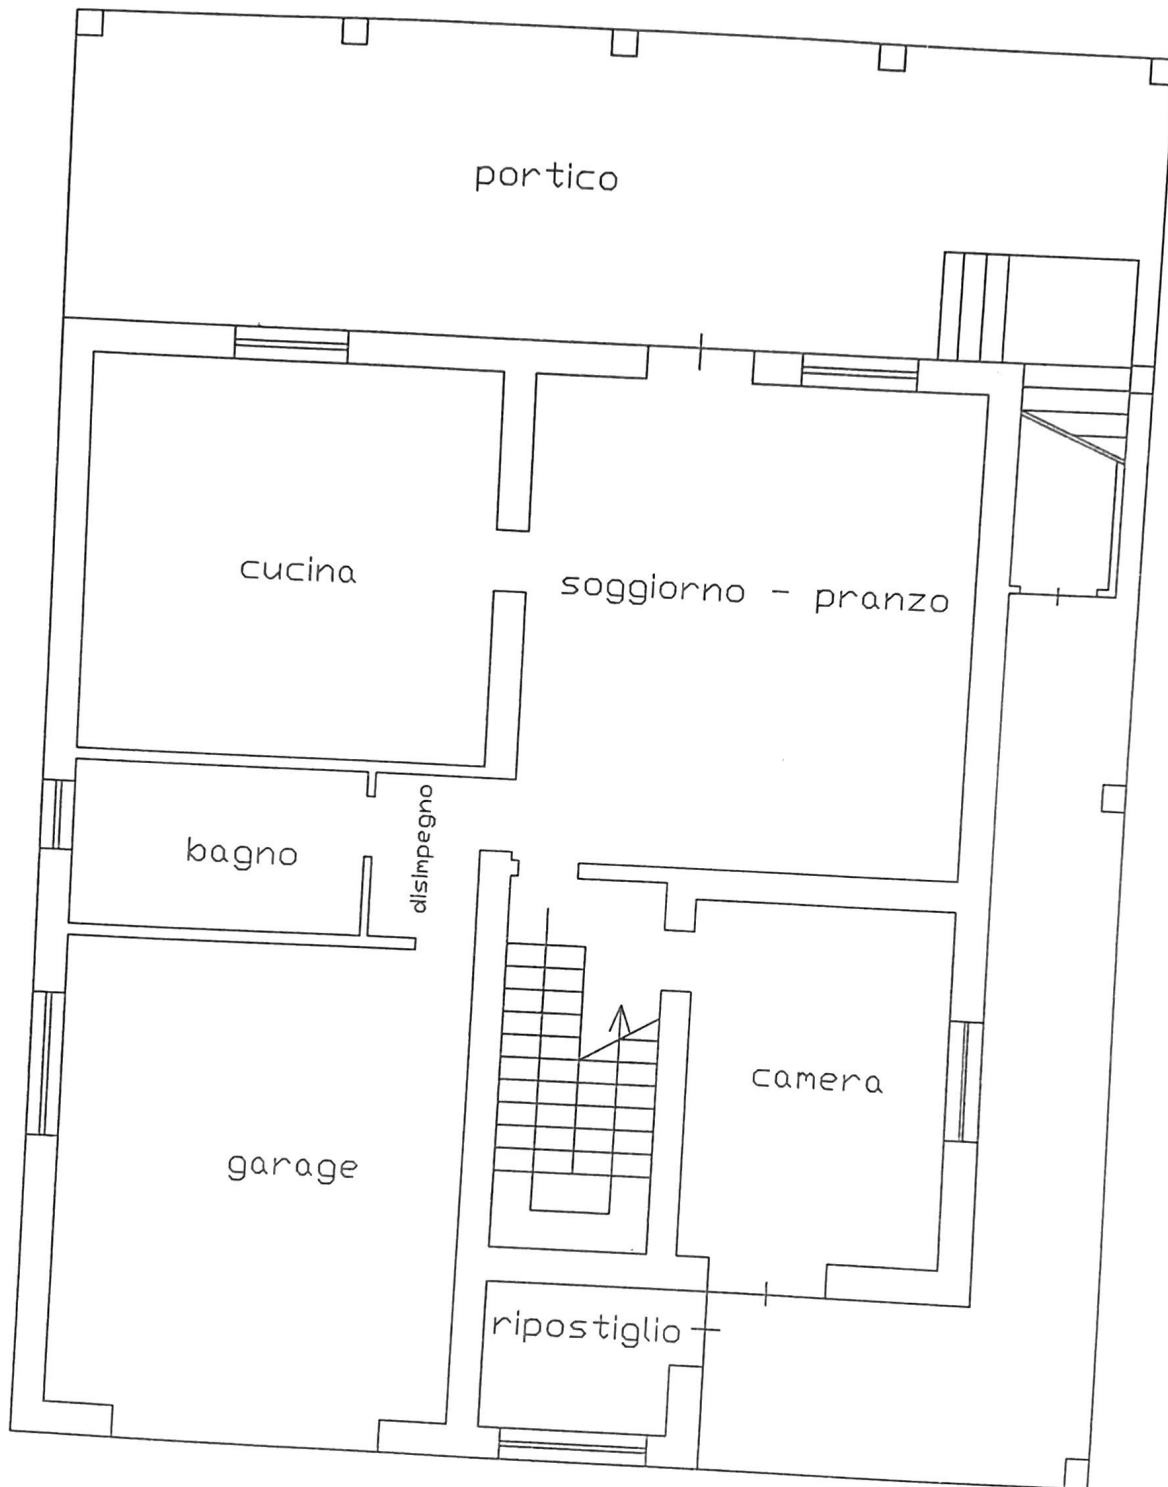 portico
cucina
soggiorno - pranzo
bagno
disimpegno
camera
garage
ripostiglio